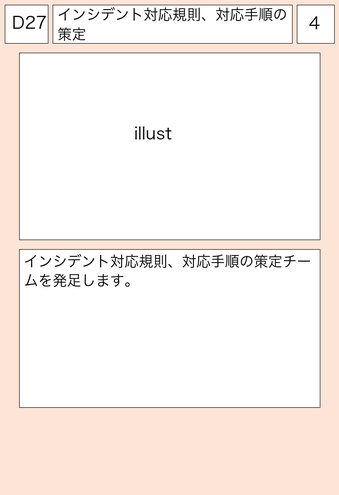 D27
インシデント対応規則、対応手順の
策定
4
illust
インシデント対応規則、対応手順の策定チー
ムを発足します。